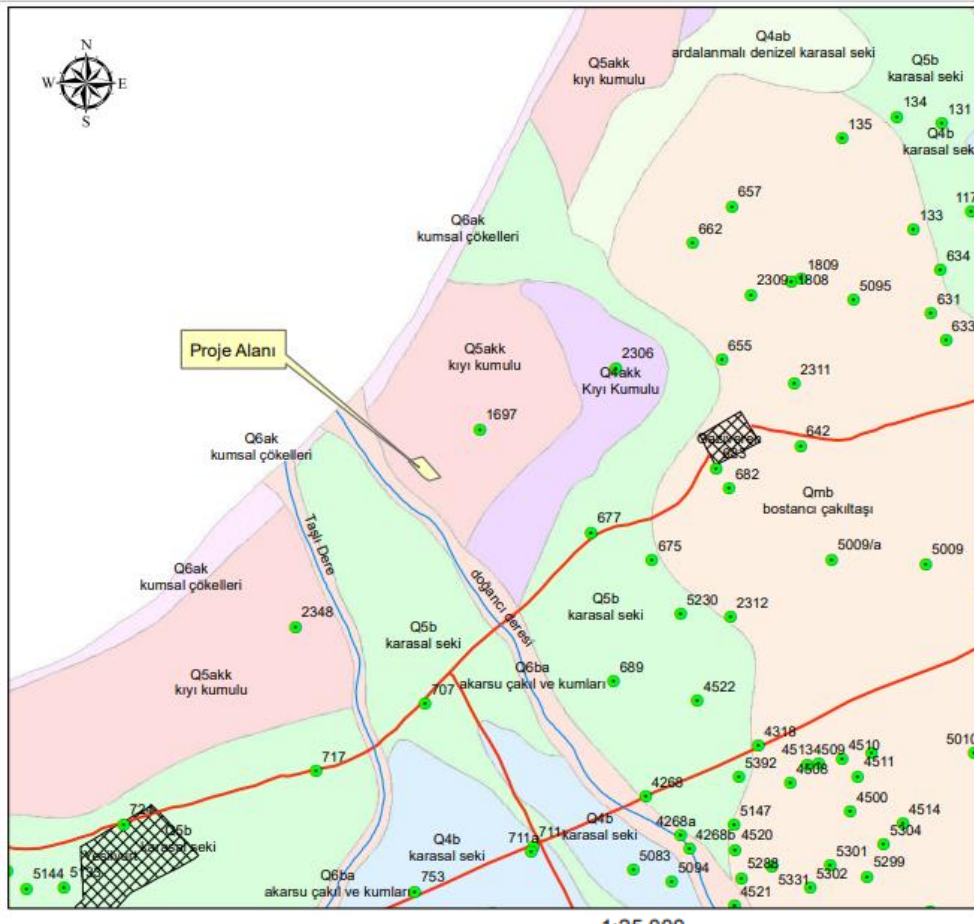 N
W E
S
Q4ab
ardalanmalı denizel karasal seki
Q5akk
kıyı kumulu
Q5b
karasal seki
134
131
135
Q4b
karasal sek
657
117
662
133
Q6ak
kumsal çökelleri
634
1809
2309
1808
5095
631
633
Proje Alanı
Q5akk
kıyı kumulu
2306
655
Q4akk
Kıyı Kumulu
2311
1697
Q6ak
kumsal çökelleri
642
682
Qmb
bostancı çakıltaşı
Taşlı Dere
677
675
5009/a
5009
doğancı deresi
Q6ak
kumsal çökelleri
2348
Q5b
karasal seki
Q5b
karasal seki
5230
2312
Q5akk
kıyı kumulu
Q6ba
akarsu çakıl ve kumları
689
4522
707
4318
4513
4509
4510
5010
717
5392
4508
4511
4268
4500
4514
724
Q5b
karasal seki
Q4b
karasal seki
711a
711
Q4b
karasal seki
4268a
4268b
5147
4520
5304
5144
5133
Q6ba
akarsu çakıl ve kumları
753
5083
5094
5288
5301
5299
4521
5331
5302